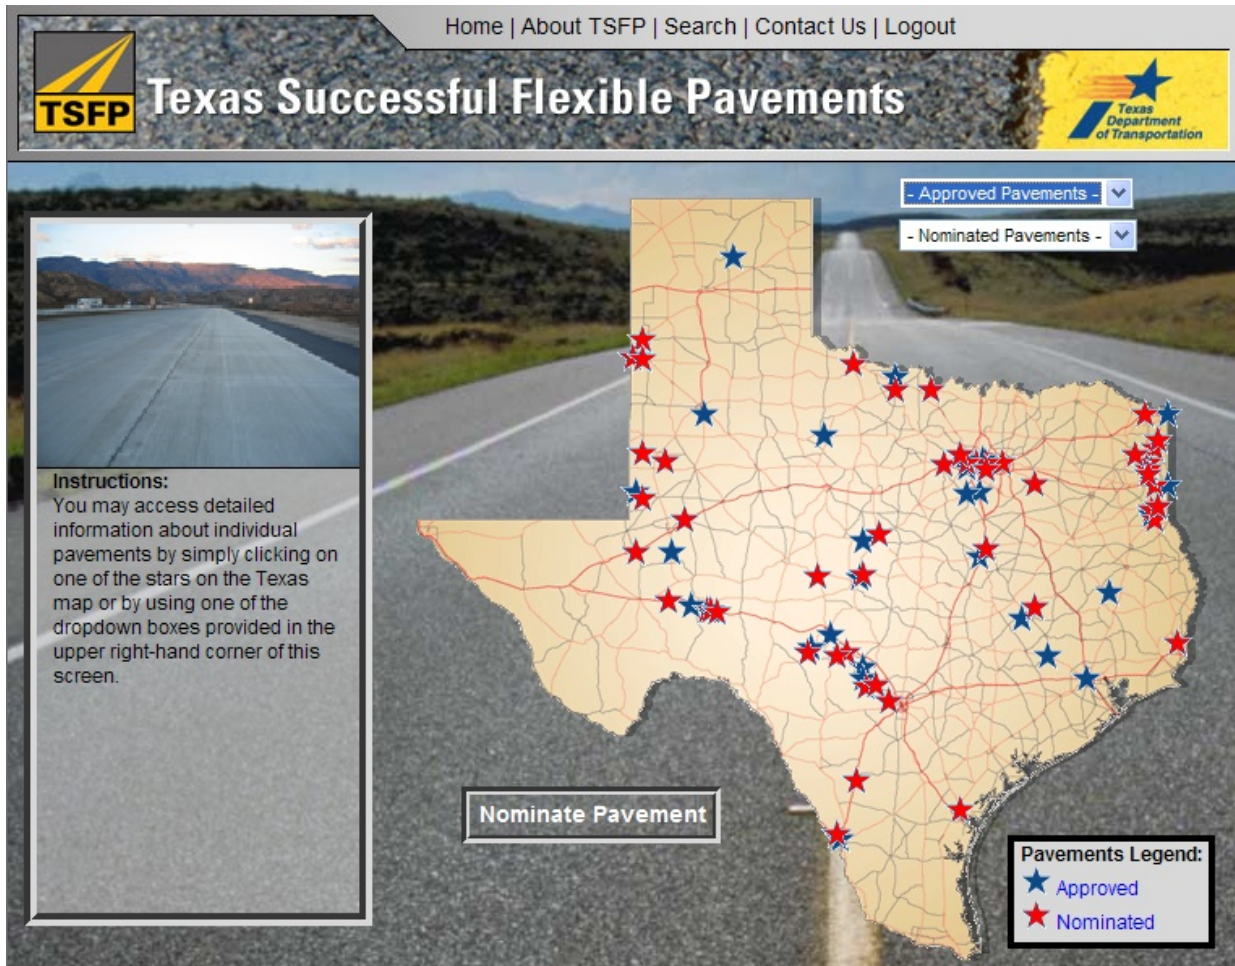 Home | About TSFP | Search | Contact Us | Logout
TSFP
Texas Successful Flexible Pavements
Texas
Department
of Transportation
- Approved Pavements -
- Nominated Pavements -
Instructions:
You may access detailed
information about individual
pavements by simply clicking on
one of the stars on the Texas
map or by using one of the
dropdown boxes provided in the
upper right-hand corner of this
screen.
Nominate Pavement
Pavements Legend:
Approved
Nominated